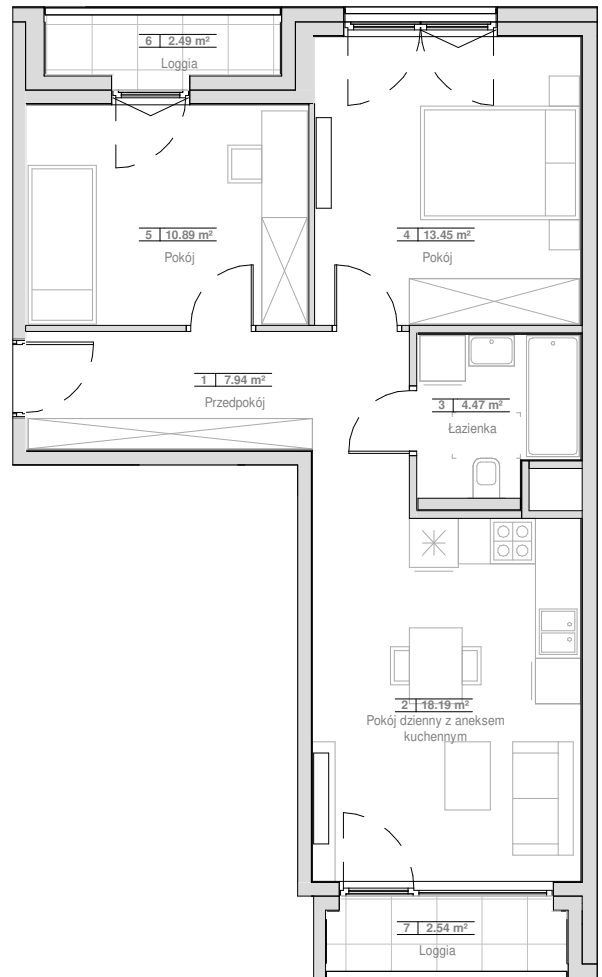 6 2.49 m²
Loggia
5 10.89 m²
Pokój
4 13.45 m²
Pokój
1 7.94 m²
Przedpokój
3 4.47 m²
Łazienka
2 18.19 m²
Pokój dzienny z aneksem
kuchennym
7 2.54 m²
Loggia